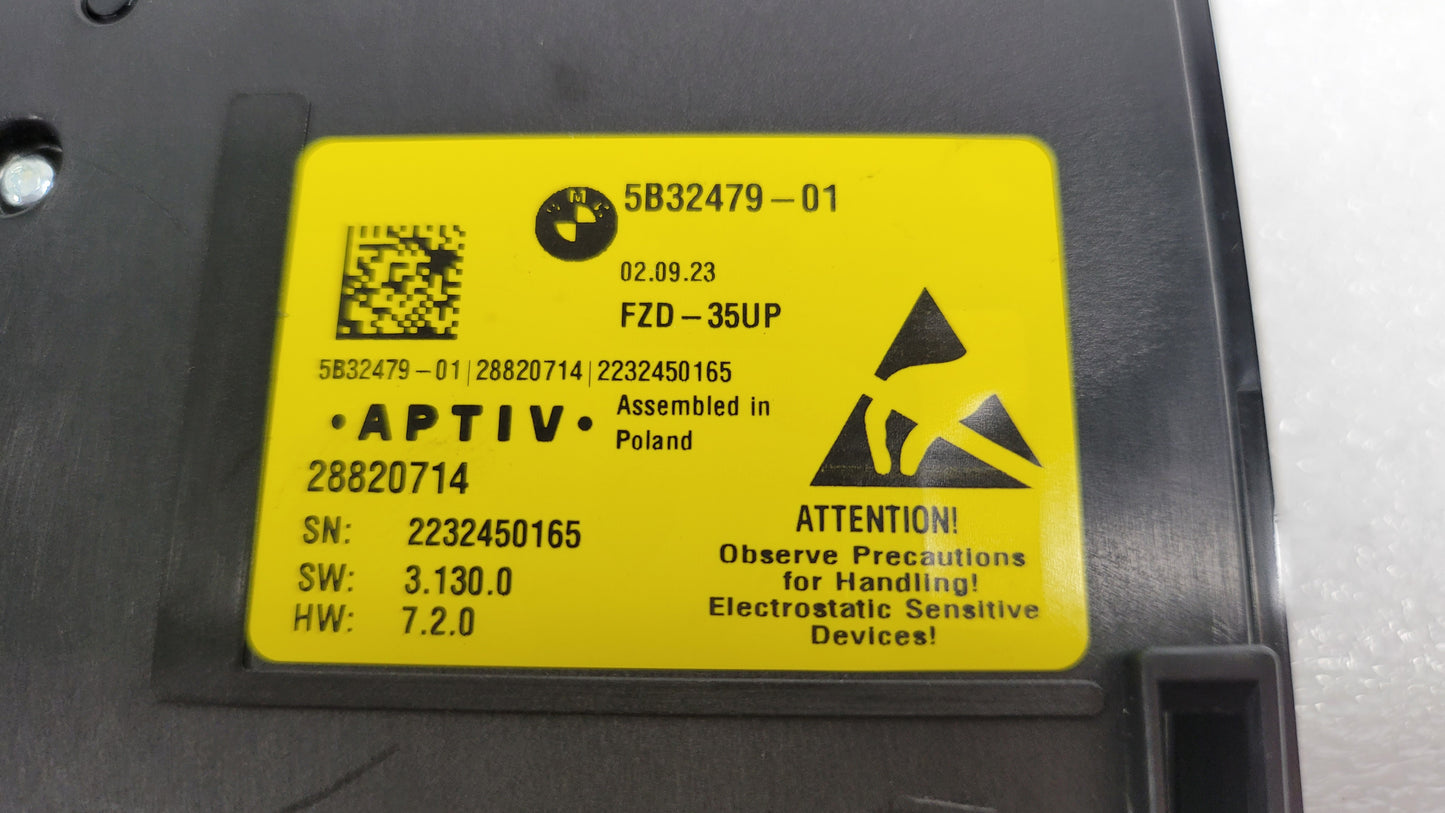 BMW
5B32479-01
02.09.23
FZD-35UP
5B32479-01|28820714|2232450165
•APTIV•
Assembled in
Poland
28820714
SN: 2232450165
SW: 3.130.0
HW: 7.2.0
ATTENTION!
Observe Precautions
for Handling!
Electrostatic Sensitive
Devices!